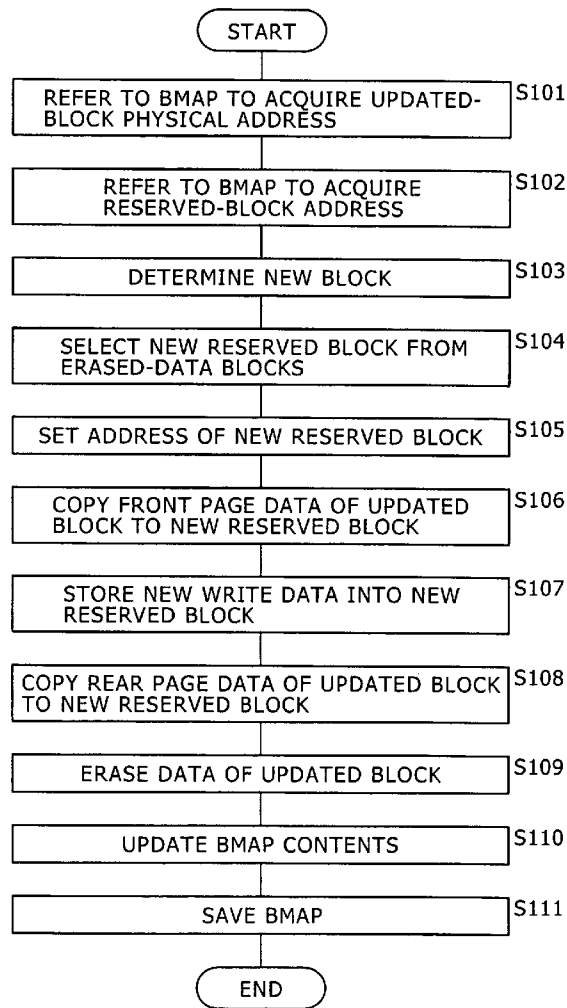 START
REFER TO BMAP TO ACQUIRE UPDATED-
BLOCK PHYSICAL ADDRESS
S101
REFER TO BMAP TO ACQUIRE
RESERVED-BLOCK ADDRESS
S102
DETERMINE NEW BLOCK
S103
SELECT NEW RESERVED BLOCK FROM
ERASED-DATA BLOCKS
S104
SET ADDRESS OF NEW RESERVED BLOCK
S105
COPY FRONT PAGE DATA OF UPDATED
BLOCK TO NEW RESERVED BLOCK
S106
STORE NEW WRITE DATA INTO NEW
RESERVED BLOCK
S107
COPY REAR PAGE DATA OF UPDATED BLOCK
TO NEW RESERVED BLOCK
S108
ERASE DATA OF UPDATED BLOCK
S109
UPDATE BMAP CONTENTS
S110
SAVE BMAP
S111
END